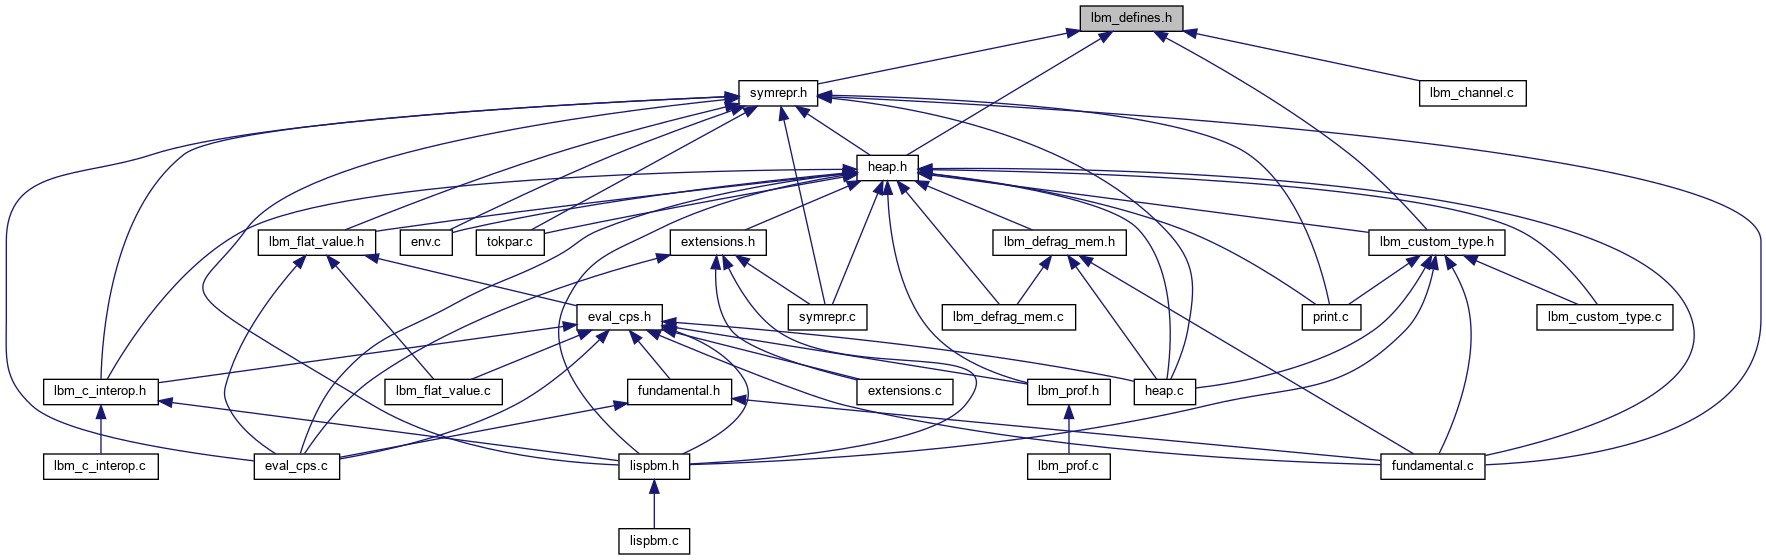 lbm_defines.h
symrepr.h
lbm_channel.c
heap.h
lbm_flat_value.h
env.c
tokpar.c
extensions.h
lbm_defrag_mem.h
lbm_custom_type.h
eval_cps.h
symrepr.c
lbm_defrag_mem.c
print.c
lbm_custom_type.c
lbm_c_interop.h
lbm_flat_value.c
fundamental.h
extensions.c
lbm_prof.h
heap.c
lbm_c_interop.c
eval_cps.c
lispbm.h
lbm_prof.c
fundamental.c
lispbm.c